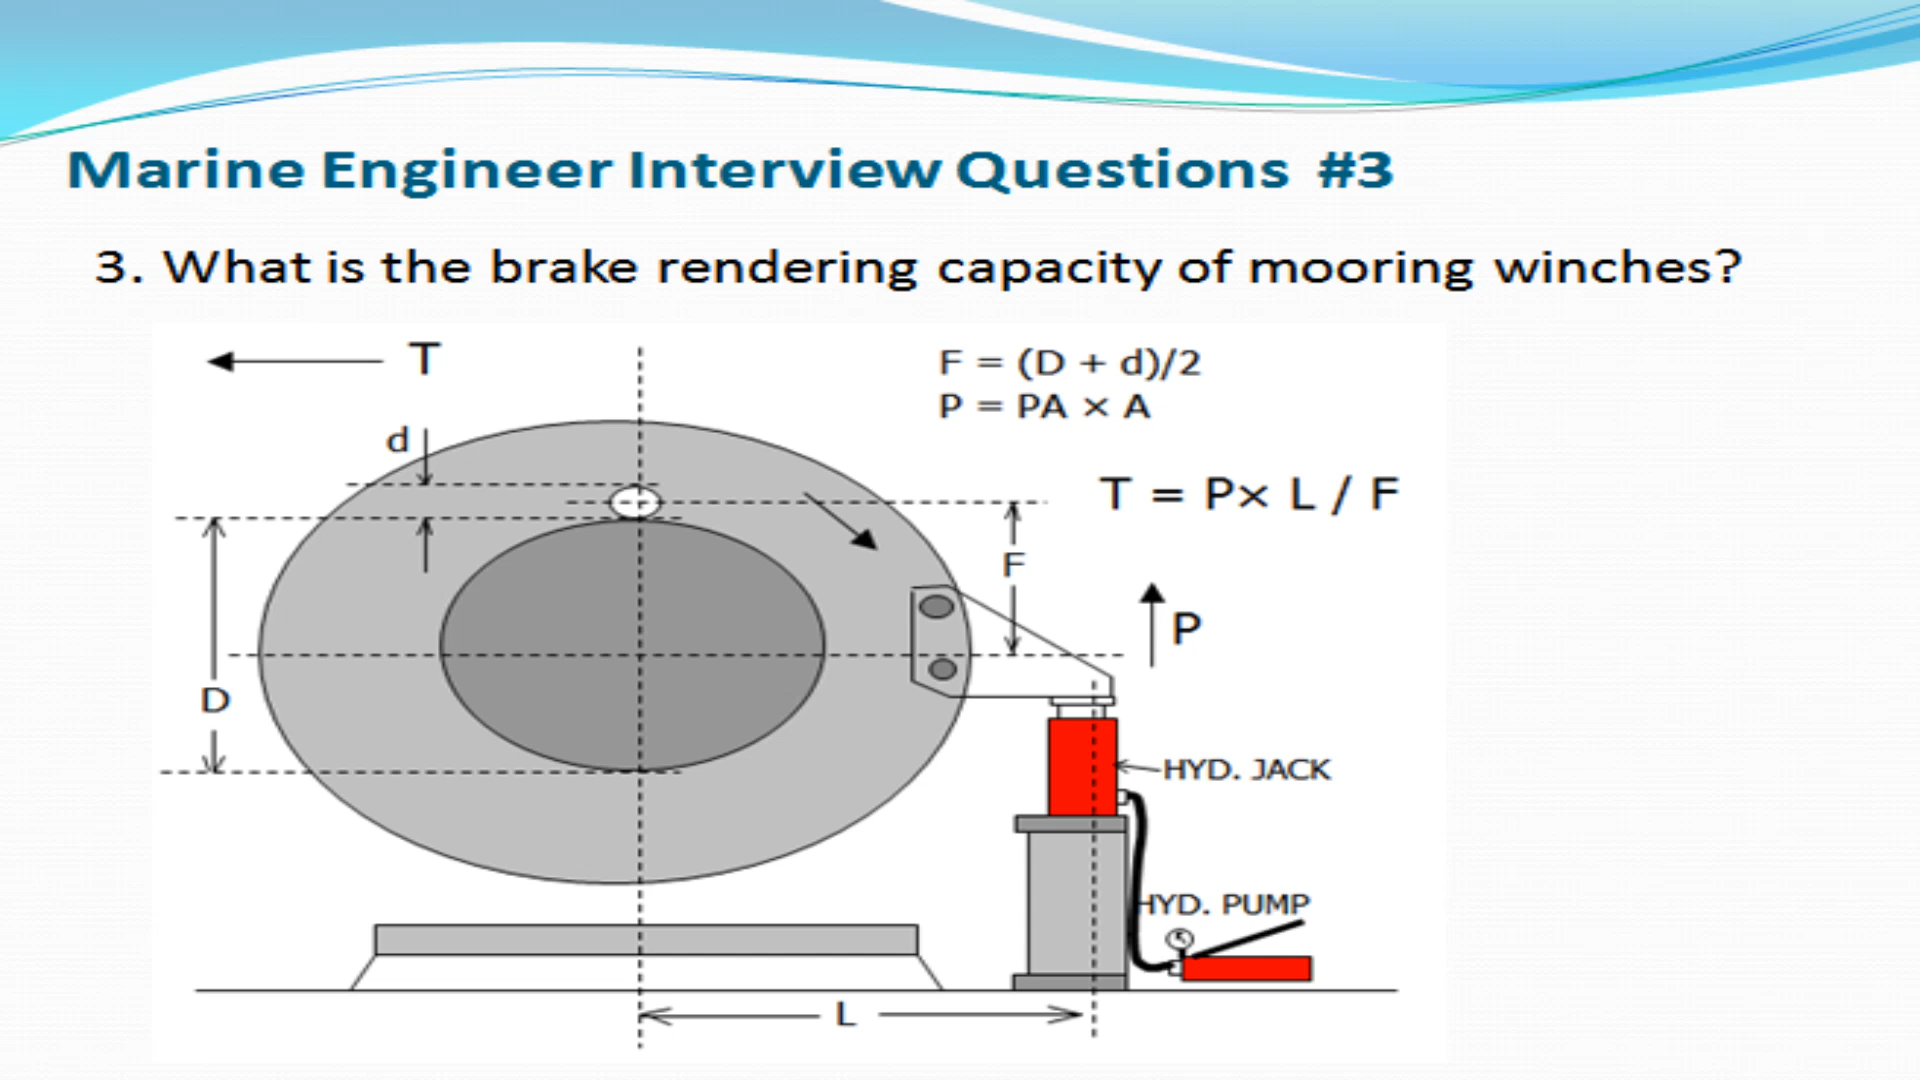 Marine Engineer Interview Questions #3
3. What is the brake rendering capacity of mooring winches?
T
F = (D + d)/2
P = PA × A
d
T = P× L / F
F
P
D
HYD. JACK
HYD. PUMP
L